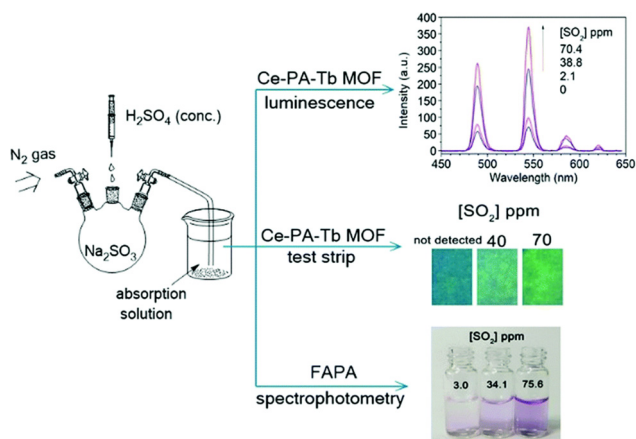 N₂ gas
H₂SO₄ (conc.)
Na₂SO₃
absorption
solution
Ce-PA-Tb MOF
luminescence
Ce-PA-Tb MOF
test strip
FAPA
spectrophotometry
Intensity (a.u.)
400
350
300
250
200
150
100
50
0
450 500 550 600 650
Wavelength (nm)
[SO₂] ppm
70.4
38.8
2.1
0
[SO₂] ppm
not detected 40 70
[SO₂] ppm
3.0 34.1 75.6